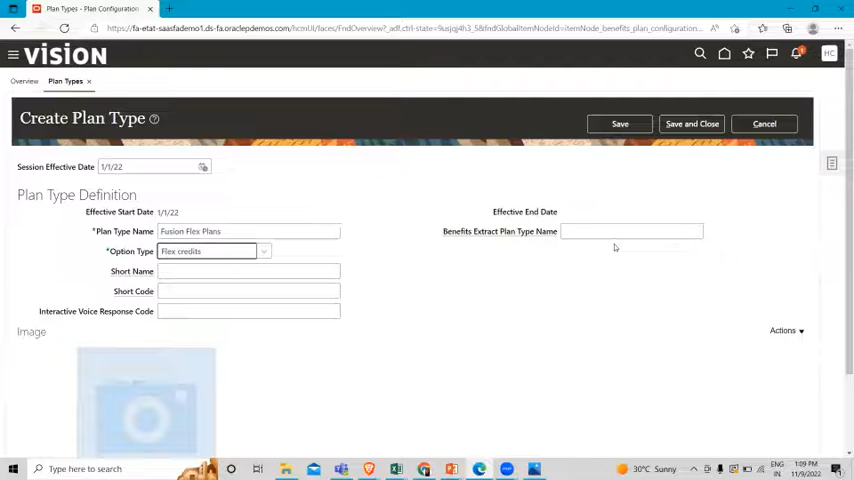 Plan Types - Plan Configuration
https://fa-etat-saasfademo1.ds-fa.oraclepdemos.com/hcmUI/faces/FndOverview?_adf.ctrl-state=9usjqj4h3_5&fndGlobalItemNodeId=itemNode_benefits_plan_configuration...
VISION
1
HC
Overview
Plan Types
Create Plan Type
Save
Save and Close
Cancel
Session Effective Date 1/1/22
Plan Type Definition
Effective Start Date 1/1/22
Effective End Date
*Plan Type Name Fusion Flex Plans
Benefits Extract Plan Type Name
*Option Type Flex credits
Short Name
Short Code
Interactive Voice Response Code
Image
Actions
Type here to search
30°C Sunny
ENG
IN
1:09 PM
11/9/2022